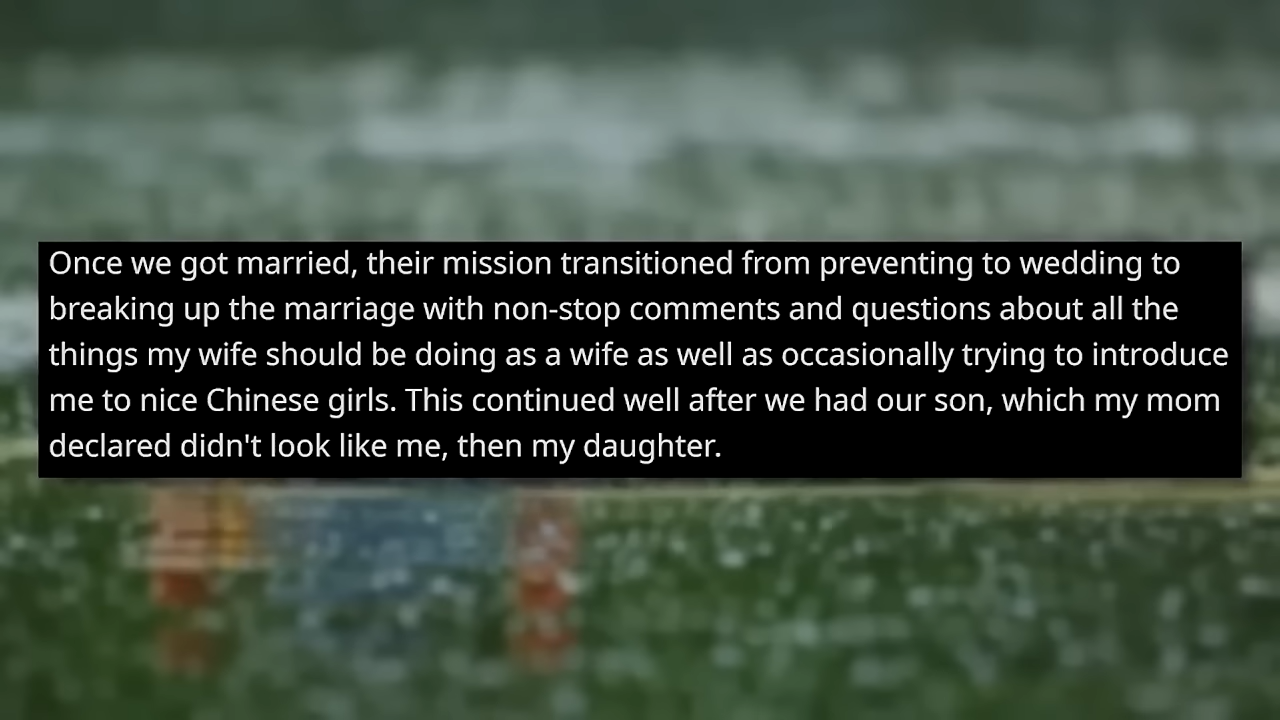 Once we got married, their mission transitioned from preventing to wedding to
breaking up the marriage with non-stop comments and questions about all the
things my wife should be doing as a wife as well as occasionally trying to introduce
me to nice Chinese girls. This continued well after we had our son, which my mom
declared didn't look like me, then my daughter.